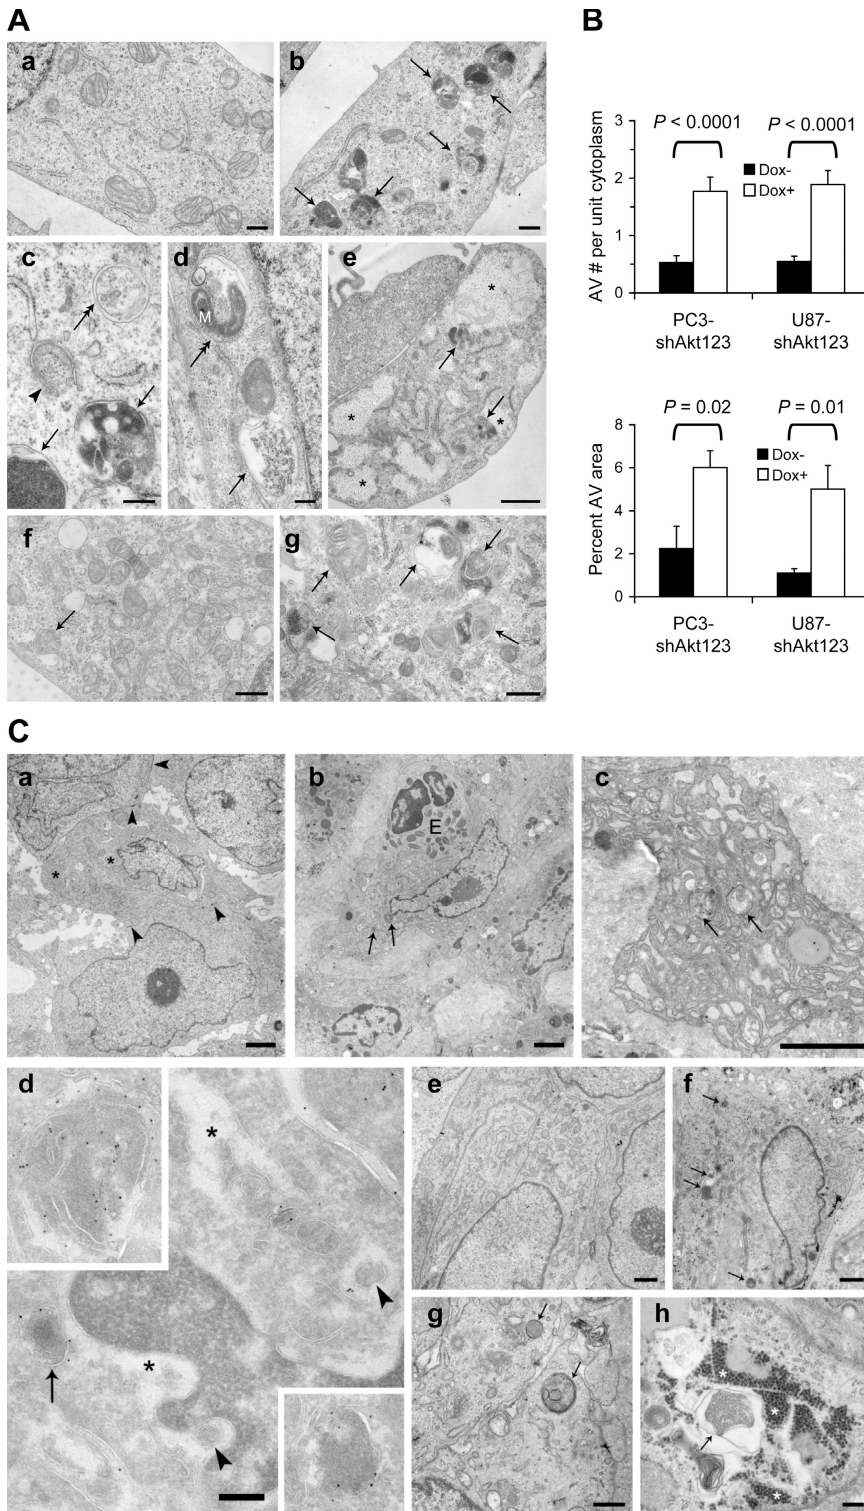 A
B
a
b
c
d
M
e
*
*
*
*
f
g
3
2
1
0
AV # per unit cytoplasm
P < 0.0001
P < 0.0001
Dox-
Dox+
PC3-
shAkt123
U87-
shAkt123
8
6
4
2
0
Percent AV area
P = 0.02
P = 0.01
Dox-
Dox+
PC3-
shAkt123
U87-
shAkt123
C
a
*
*
b
E
c
d
*
*
e
f
g
h
*
*
*